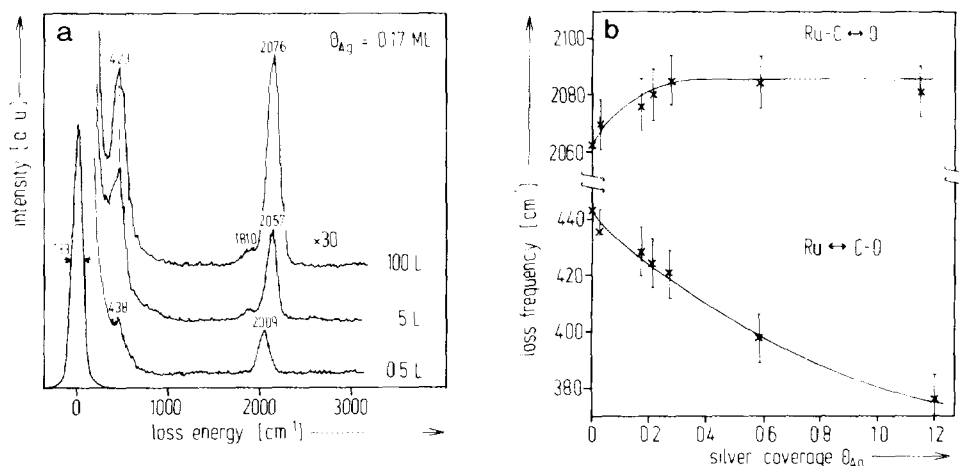 a
θAg = 0.17 ML
2076
423
1810
2057
×30
100 L
438
5 L
2009
0.5 L
intensity [c u]
0 1000 2000 3000
loss energy [cm-1]
b
Ru-C ↔ O
2100
2080
2060
440
420
400
380
Ru ↔ C-O
loss frequency [cm-1]
0 0.2 0.4 0.6 0.8 1.0 1.2
silver coverage θAg